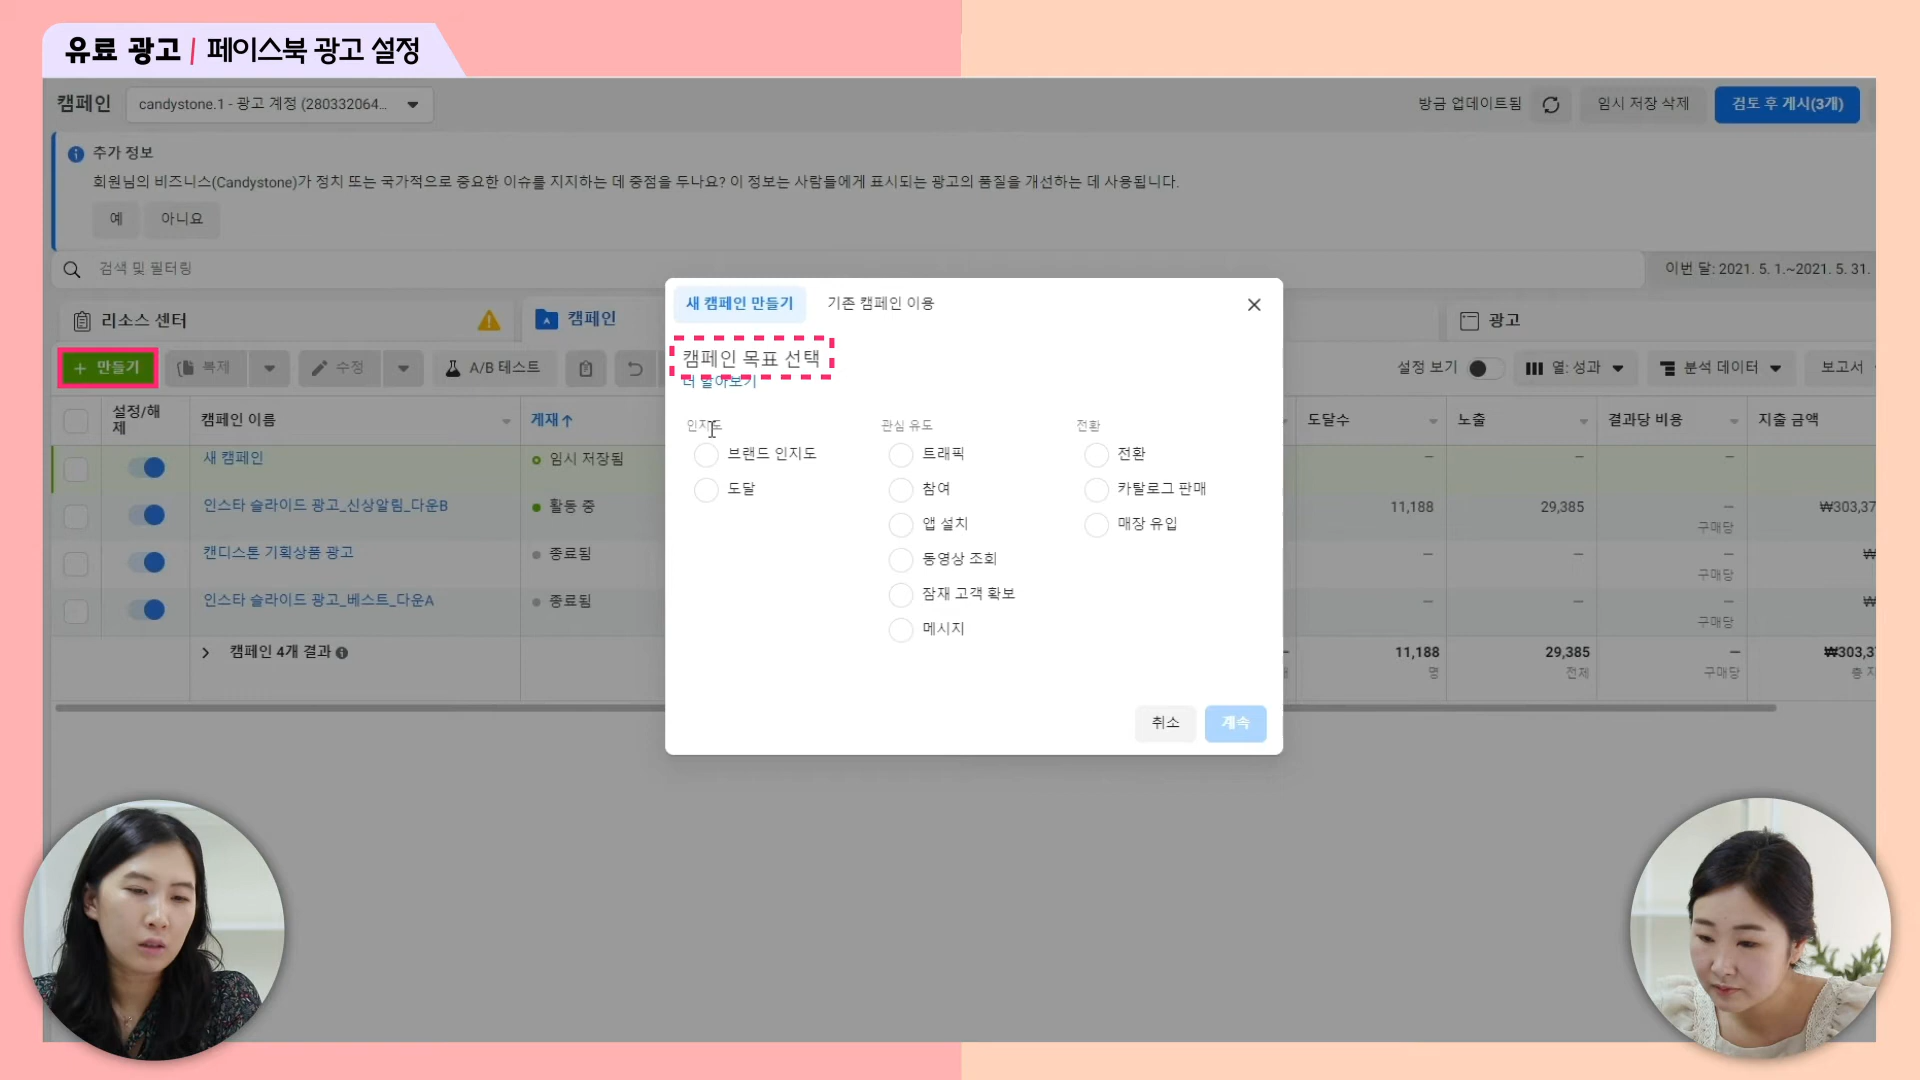 유료 광고 | 페이스북 광고 설정
캠페인
candystone.1 - 광고 계정 (280332064...
방금 업데이트됨
임시 저장 삭제
검토 후 게시(3개)
추가 정보
회원님의 비즈니스(Candystone)가 정치 또는 국가적으로 중요한 이슈를 지지하는 데 중점을 두나요? 이 정보는 사람들에게 표시되는 광고의 품질을 개선하는 데 사용됩니다.
예
아니요
검색 및 필터링
이번 달: 2021. 5. 1.~2021. 5. 31.
리소스 센터
캠페인
광고
+ 만들기
복제
수정
A/B 테스트
설정 보기
열: 성과
분석 데이터
보고서
설정/해제
캠페인 이름
게재↑
도달수
노출
결과당 비용
지출 금액
새 캠페인
임시 저장됨
—
—
—
인스타 슬라이드 광고_신상알림_다운B
활동 중
11,188
29,385
—
구매당
₩303,37
캔디스톤 기획상품 광고
종료됨
—
—
—
구매당
₩
인스타 슬라이드 광고_베스트_다운A
종료됨
—
—
—
구매당
₩
캠페인 4개 결과
11,188
명
29,385
전체
—
구매당
₩303,37
총 지
새 캠페인 만들기
기존 캠페인 이용
캠페인 목표 선택
더 알아보기
인지도
브랜드 인지도
도달
관심 유도
트래픽
참여
앱 설치
동영상 조회
잠재 고객 확보
메시지
전환
전환
카탈로그 판매
매장 유입
취소
계속